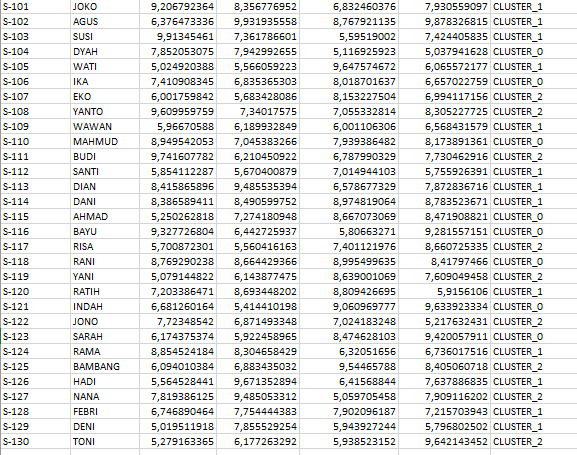 S-101 JOKO 9,206792364 8,356776952 6,832460376 7,930559097 CLUSTER_1
S-102 AGUS 6,376473336 9,931935558 8,767921135 9,878326815 CLUSTER_1
S-103 SUSI 9,91345461 7,361786601 5,59519002 7,424405835 CLUSTER_1
S-104 DYAH 7,852053075 7,942992655 5,116925923 5,037941628 CLUSTER_0
S-105 WATI 5,024920388 5,566059223 9,647574672 6,065572177 CLUSTER_1
S-106 IKA 7,410908345 6,835365303 8,018701637 6,657022759 CLUSTER_0
S-107 EKO 6,001759842 5,683428086 8,153227504 6,994117156 CLUSTER_2
S-108 YANTO 9,609959759 7,34017575 7,055332814 8,305227725 CLUSTER_2
S-109 WAWAN 5,96670588 6,189932849 6,001106306 6,568431579 CLUSTER_1
S-110 MAHMUD 8,949542053 7,045383266 7,939386482 8,173891361 CLUSTER_0
S-111 BUDI 9,741607782 6,210450922 6,787990329 7,730462916 CLUSTER_2
S-112 SANTI 5,854112287 5,670400879 7,014944103 5,755926391 CLUSTER_1
S-113 DIAN 8,415865896 9,485535394 6,578677329 7,872836716 CLUSTER_1
S-114 DANI 8,386589411 8,490599752 8,974819064 8,783523671 CLUSTER_1
S-115 AHMAD 5,250262818 7,274180948 8,667073069 8,471908821 CLUSTER_0
S-116 BAYU 9,327726804 6,442725937 5,80663271 9,281557151 CLUSTER_0
S-117 RISA 5,700872301 5,560416163 7,401121976 8,660725335 CLUSTER_2
S-118 RANI 8,769290238 8,664429366 8,995499635 8,41797466 CLUSTER_0
S-119 YANI 5,079144822 6,143877475 8,639001069 7,609049458 CLUSTER_2
S-120 RATIH 7,203386471 8,693448202 8,809426695 5,9156106 CLUSTER_1
S-121 INDAH 6,681260164 5,414410198 9,060969777 9,633923334 CLUSTER_0
S-122 JONO 7,72348542 6,871493348 7,024183248 5,217632431 CLUSTER_2
S-123 SARAH 6,174375374 5,922458965 8,474628103 9,420057911 CLUSTER_0
S-124 RAMA 8,854524184 8,304658429 6,32051656 6,736017516 CLUSTER_1
S-125 BAMBANG 6,094010384 6,883435032 9,54465788 8,405060718 CLUSTER_2
S-126 HADI 5,564528441 9,671352894 6,41568844 7,637886835 CLUSTER_1
S-127 NANA 7,819386125 9,485053312 5,059705458 7,909116202 CLUSTER_2
S-128 FEBRI 6,746890464 7,754444383 7,902096187 7,215703943 CLUSTER_1
S-129 DENI 5,019511918 7,855529254 5,943927244 5,796802502 CLUSTER_1
S-130 TONI 5,279163365 6,177263292 5,938523152 9,642143452 CLUSTER_2